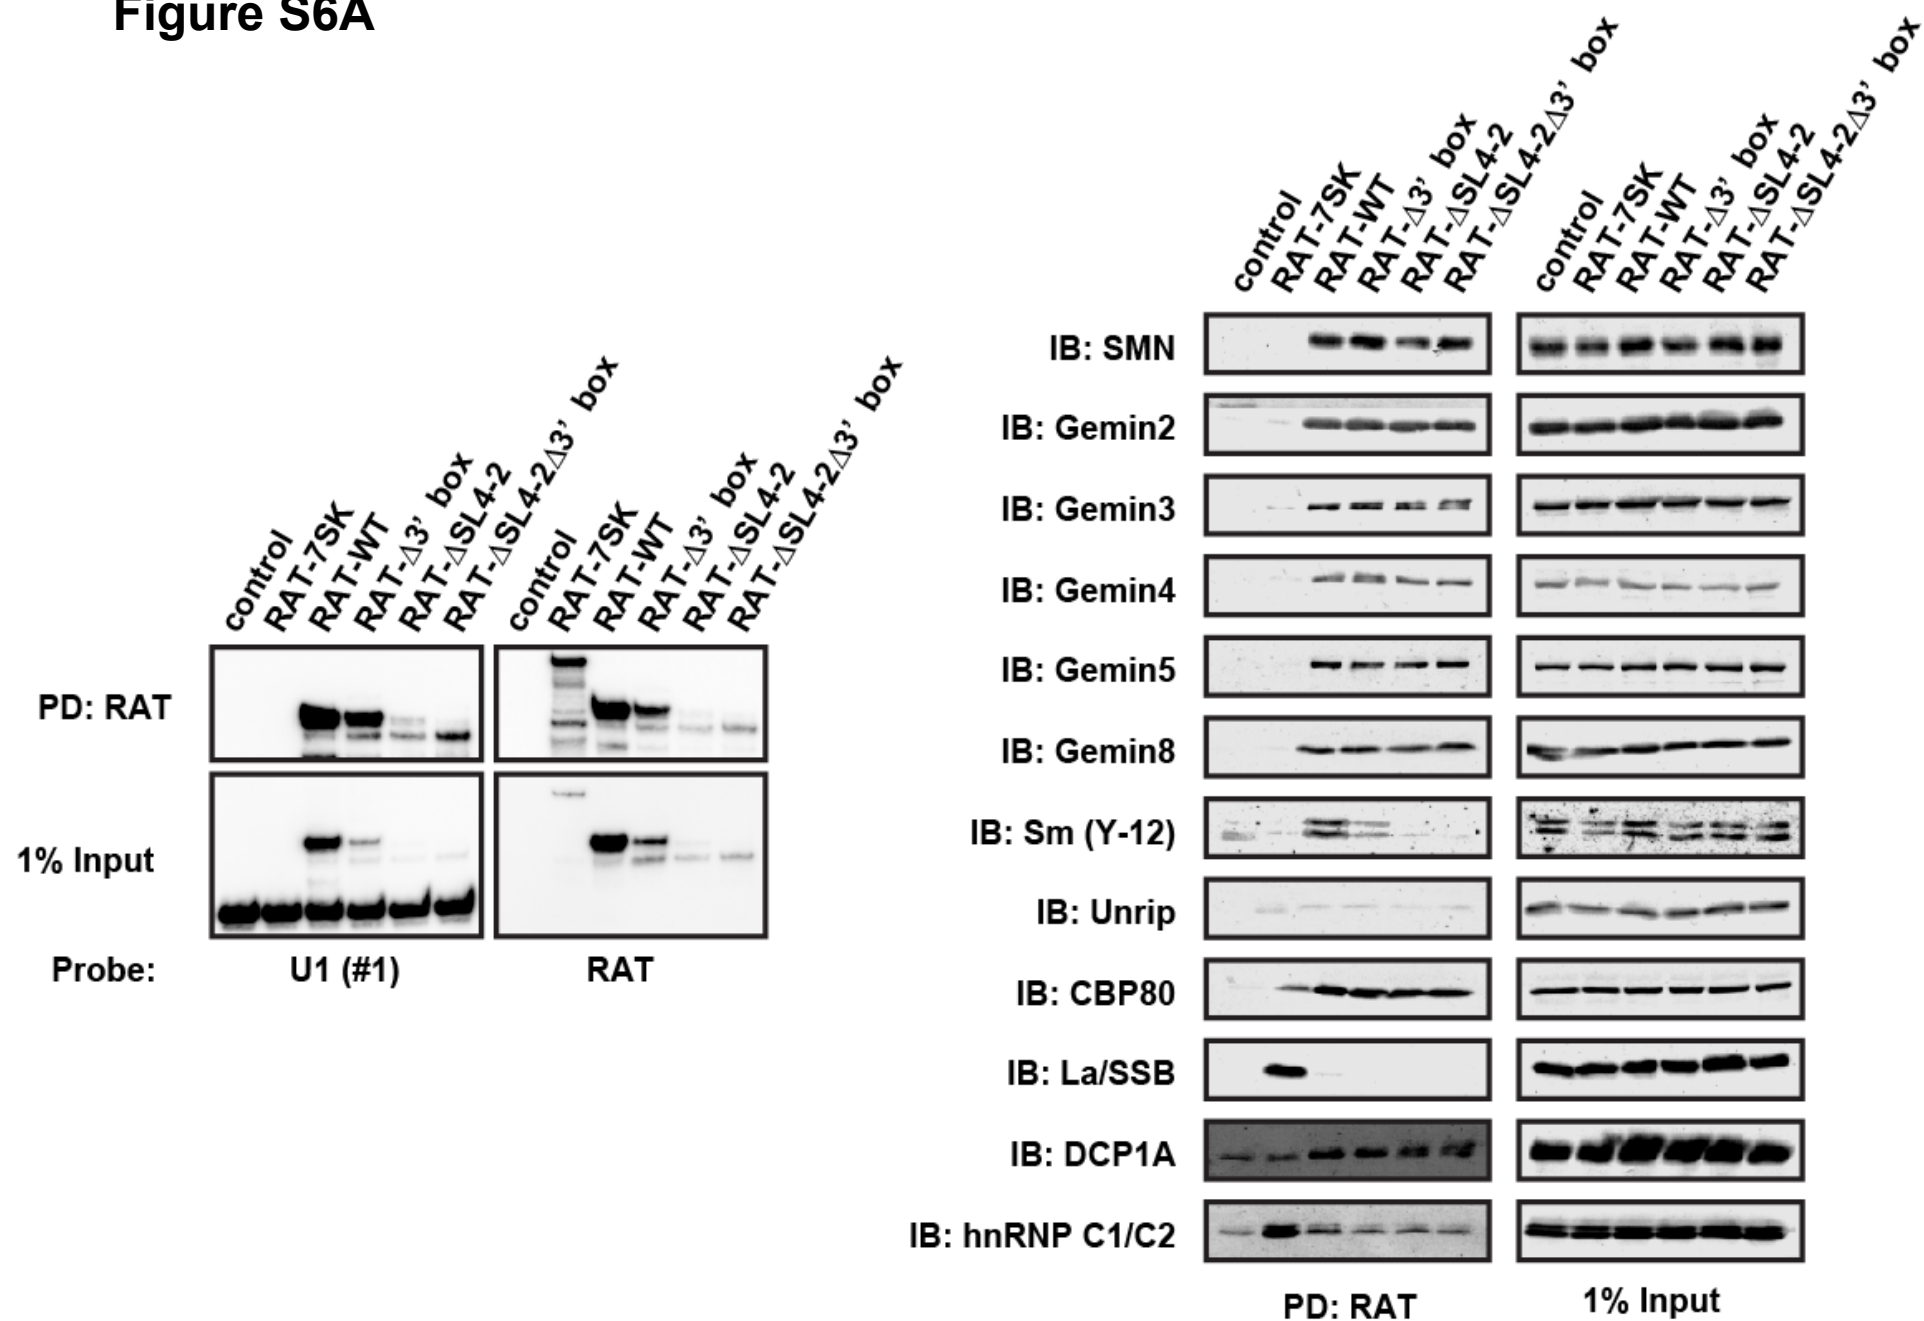 Figure S6A
control
RAT-7SK
RAT-WT
RAT-Δ3’ box
RAT-ΔSL4-2
RAT-ΔSL4-2Δ3’ box
control
RAT-7SK
RAT-WT
RAT-Δ3’ box
RAT-ΔSL4-2
RAT-ΔSL4-2Δ3’ box
PD: RAT
1% Input
Probe:
U1 (#1)
RAT
control
RAT-7SK
RAT-WT
RAT-Δ3’ box
RAT-ΔSL4-2
RAT-ΔSL4-2Δ3’ box
control
RAT-7SK
RAT-WT
RAT-Δ3’ box
RAT-ΔSL4-2
RAT-ΔSL4-2Δ3’ box
IB: SMN
IB: Gemin2
IB: Gemin3
IB: Gemin4
IB: Gemin5
IB: Gemin8
IB: Sm (Y-12)
IB: Unrip
IB: CBP80
IB: La/SSB
IB: DCP1A
IB: hnRNP C1/C2
PD: RAT
1% Input